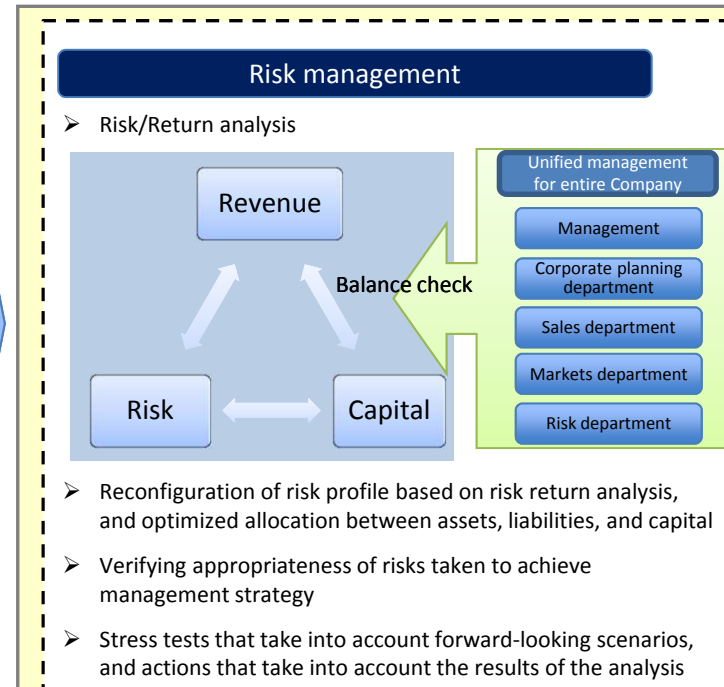 Risk management
➢ Risk/Return analysis
Revenue
Risk
Capital
Balance check
Unified management
for entire Company
Management
Corporate planning
department
Sales department
Markets department
Risk department
➢ Reconfiguration of risk profile based on risk return analysis,
and optimized allocation between assets, liabilities, and capital
➢ Verifying appropriateness of risks taken to achieve
management strategy
➢ Stress tests that take into account forward-looking scenarios,
and actions that take into account the results of the analysis